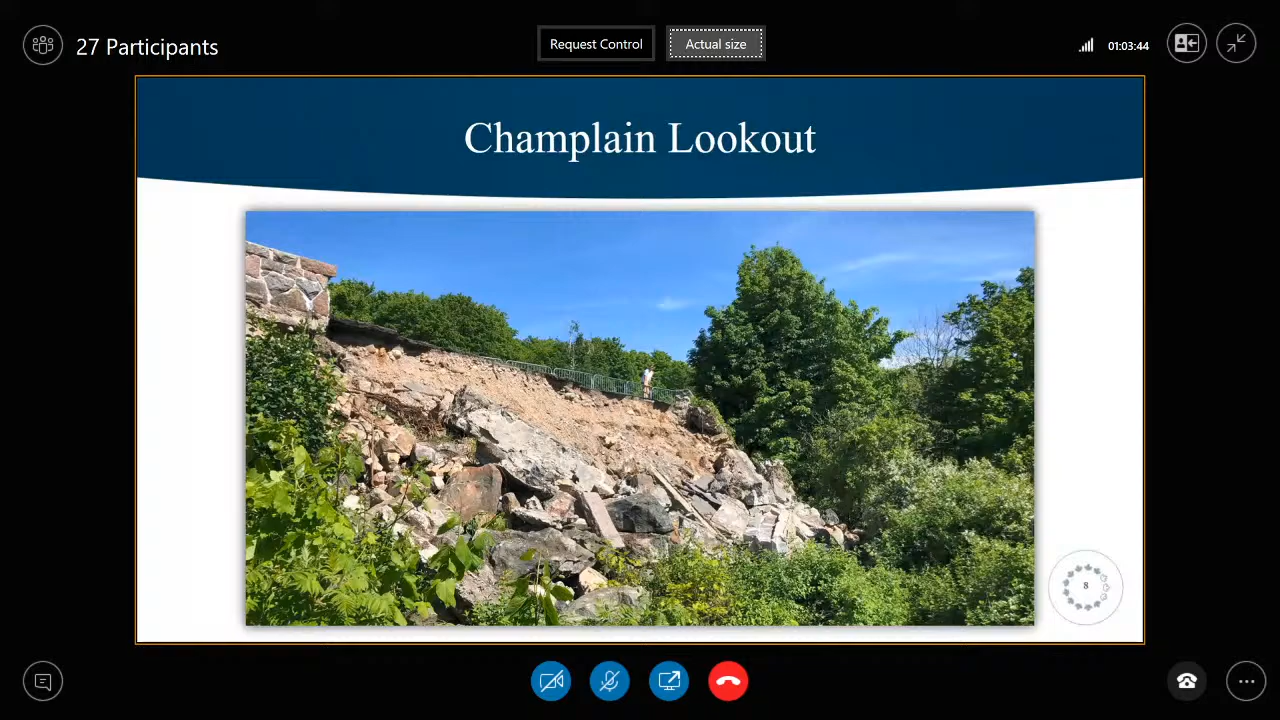 27 Participants
Request Control
Actual size
01:03:44
Champlain Lookout
8